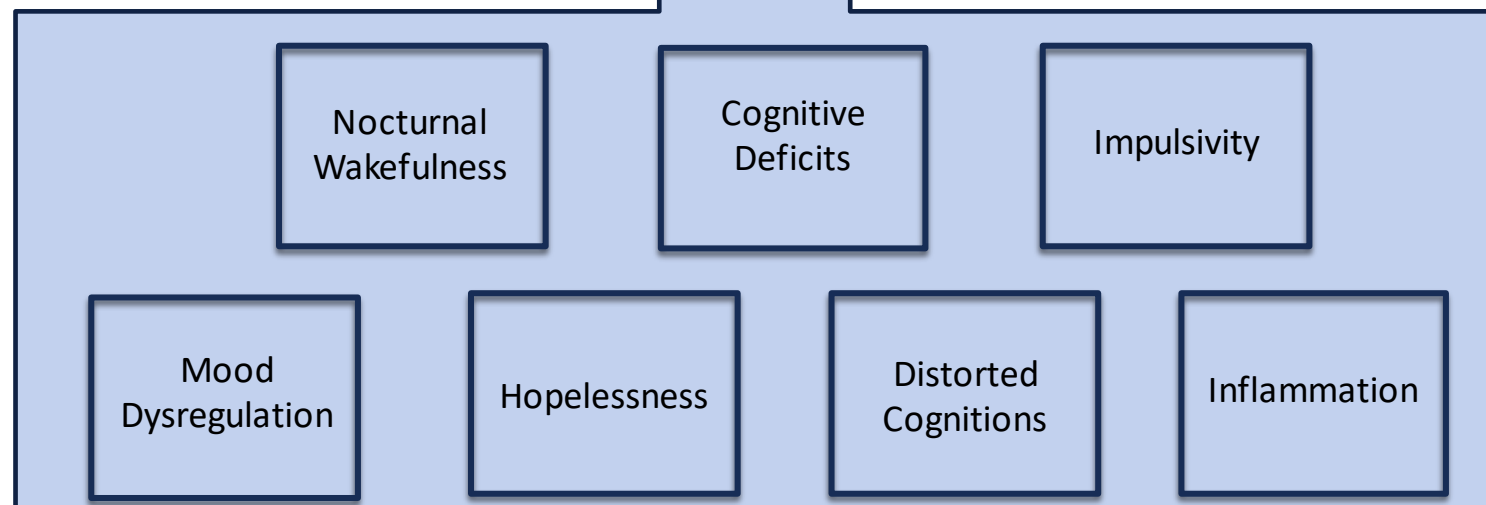 Nocturnal
Wakefulness
Cognitive
Deficits
Impulsivity
Mood
Dysregulation
Hopelessness
Distorted
Cognitions
Inflammation